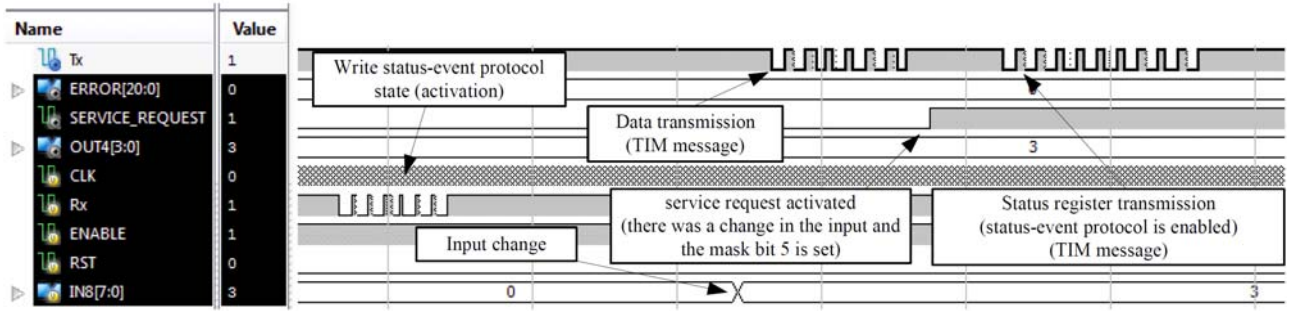 Name Value
Tx 1
ERROR[20:0] 0
SERVICE_REQUEST 1
OUT4[3:0] 3
CLK 0
Rx 1
ENABLE 1
RST 0
IN8[7:0] 3
Write status-event protocol
state (activation)
Data transmission
(TIM message)
3
service request activated
(there was a change in the input and
the mask bit 5 is set)
Status register transmission
(status-event protocol is enabled)
(TIM message)
Input change
0
3